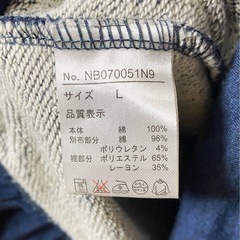 No. NB070051N9
サイズ L
品質表示
本体 綿 100%
別布部分 綿 96%
ポリウレタン 4%
裾部分 ポリエステル 65%
レーヨン 35%